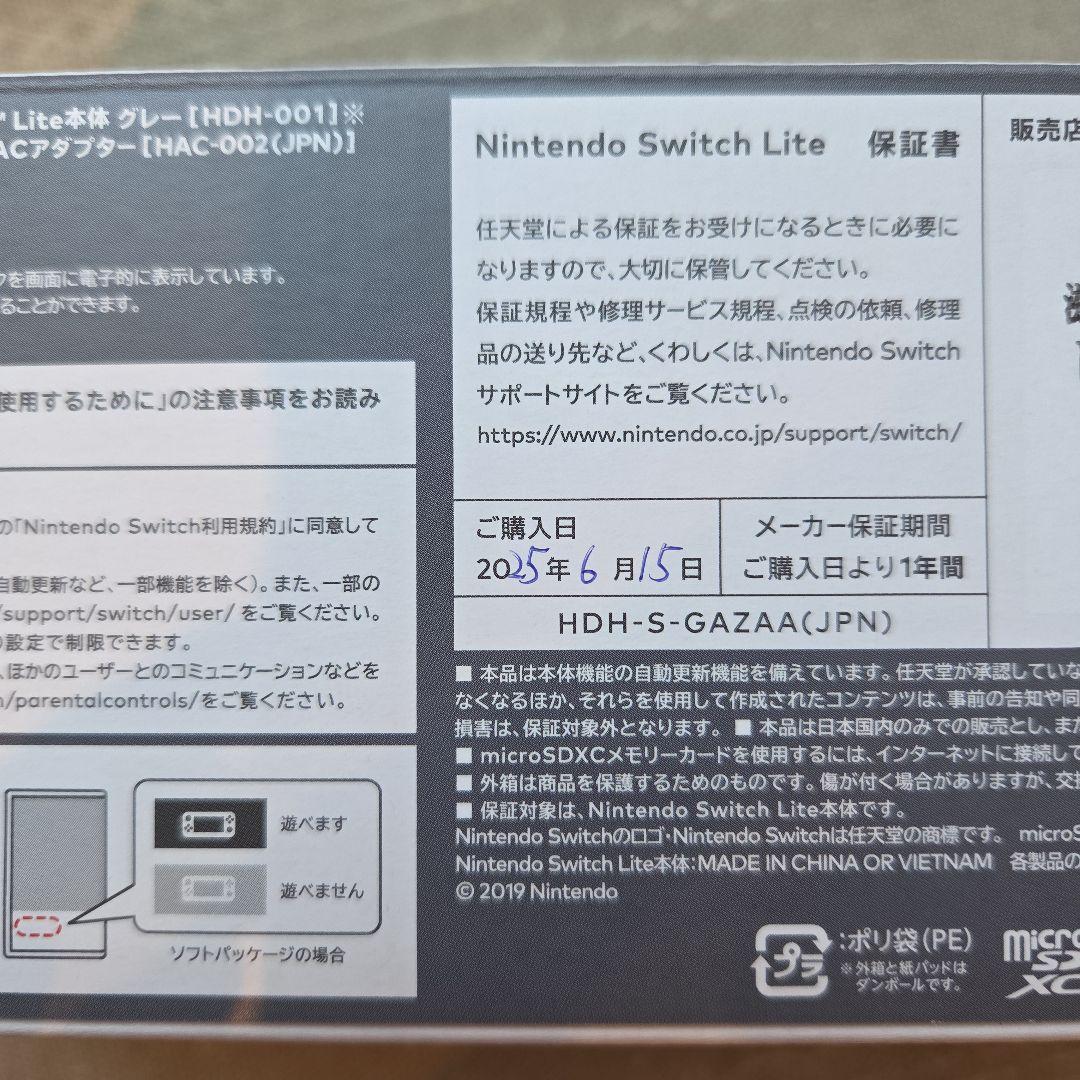 Lite本体 グレー[HDH-001]※
ACアダプター[HAC-002(JPN)]
を画面に電子的に表示しています。
ることができます。
使用するために」の注意事項をお読み
の「Nintendo Switch利用規約」に同意して
自動更新など、一部機能を除く)。また、一部の
/support/switch/user/ をご覧ください。
設定で制限できます。
、ほかのユーザーとのコミュニケーションなどを
/parentalcontrols/をご覧ください。
遊べます
遊べません
ソフトパッケージの場合
Nintendo Switch Lite 保証書
任天堂による保証をお受けになるときに必要に
なりますので、大切に保管してください。
保証規程や修理サービス規程、点検の依頼、修理
品の送り先など、くわしくは、Nintendo Switch
サポートサイトをご覧ください。
https://www.nintendo.co.jp/support/switch/
ご購入日
2025年6月15日
メーカー保証期間
ご購入日より1年間
HDH-S-GAZAA(JPN)
販売店
■ 本品は本体機能の自動更新機能を備えています。任天堂が承認していな
なくなるほか、それらを使用して作成されたコンテンツは、事前の告知や同
損害は、保証対象外となります。 ■ 本品は日本国内のみでの販売とし、また
■ microSDXCメモリーカードを使用するには、インターネットに接続して
■ 外箱は商品を保護するためのものです。傷が付く場合がありますが、交換
■ 保証対象は、Nintendo Switch Lite本体です。
Nintendo Switchのロゴ・Nintendo Switchは任天堂の商標です。 microS
Nintendo Switch Lite本体:MADE IN CHINA OR VIETNAM 各製品の
© 2019 Nintendo
プラ
:ポリ袋(PE)
※外箱と紙パッドは
ダンボールです。
micro
SD
XC